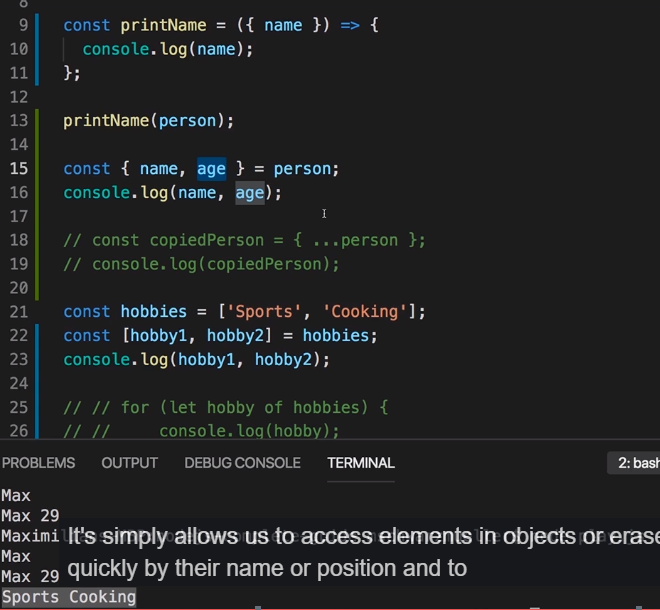 8
9 const printName = ({ name }) => {
10 console.log(name);
11 };
12
13 printName(person);
14
15 const { name, age } = person;
16 console.log(name, age);
17
18 // const copiedPerson = { ...person };
19 // console.log(copiedPerson);
20
21 const hobbies = ['Sports', 'Cooking'];
22 const [hobby1, hobby2] = hobbies;
23 console.log(hobby1, hobby2);
24
25 // // for (let hobby of hobbies) {
26 // // console.log(hobby);
PROBLEMS OUTPUT DEBUG CONSOLE TERMINAL 2: bash
Max
Max 29
Maximi
It's simply allows us to access elements in objects or erase
Max
quickly by their name or position and to
Max 29
Sports Cooking